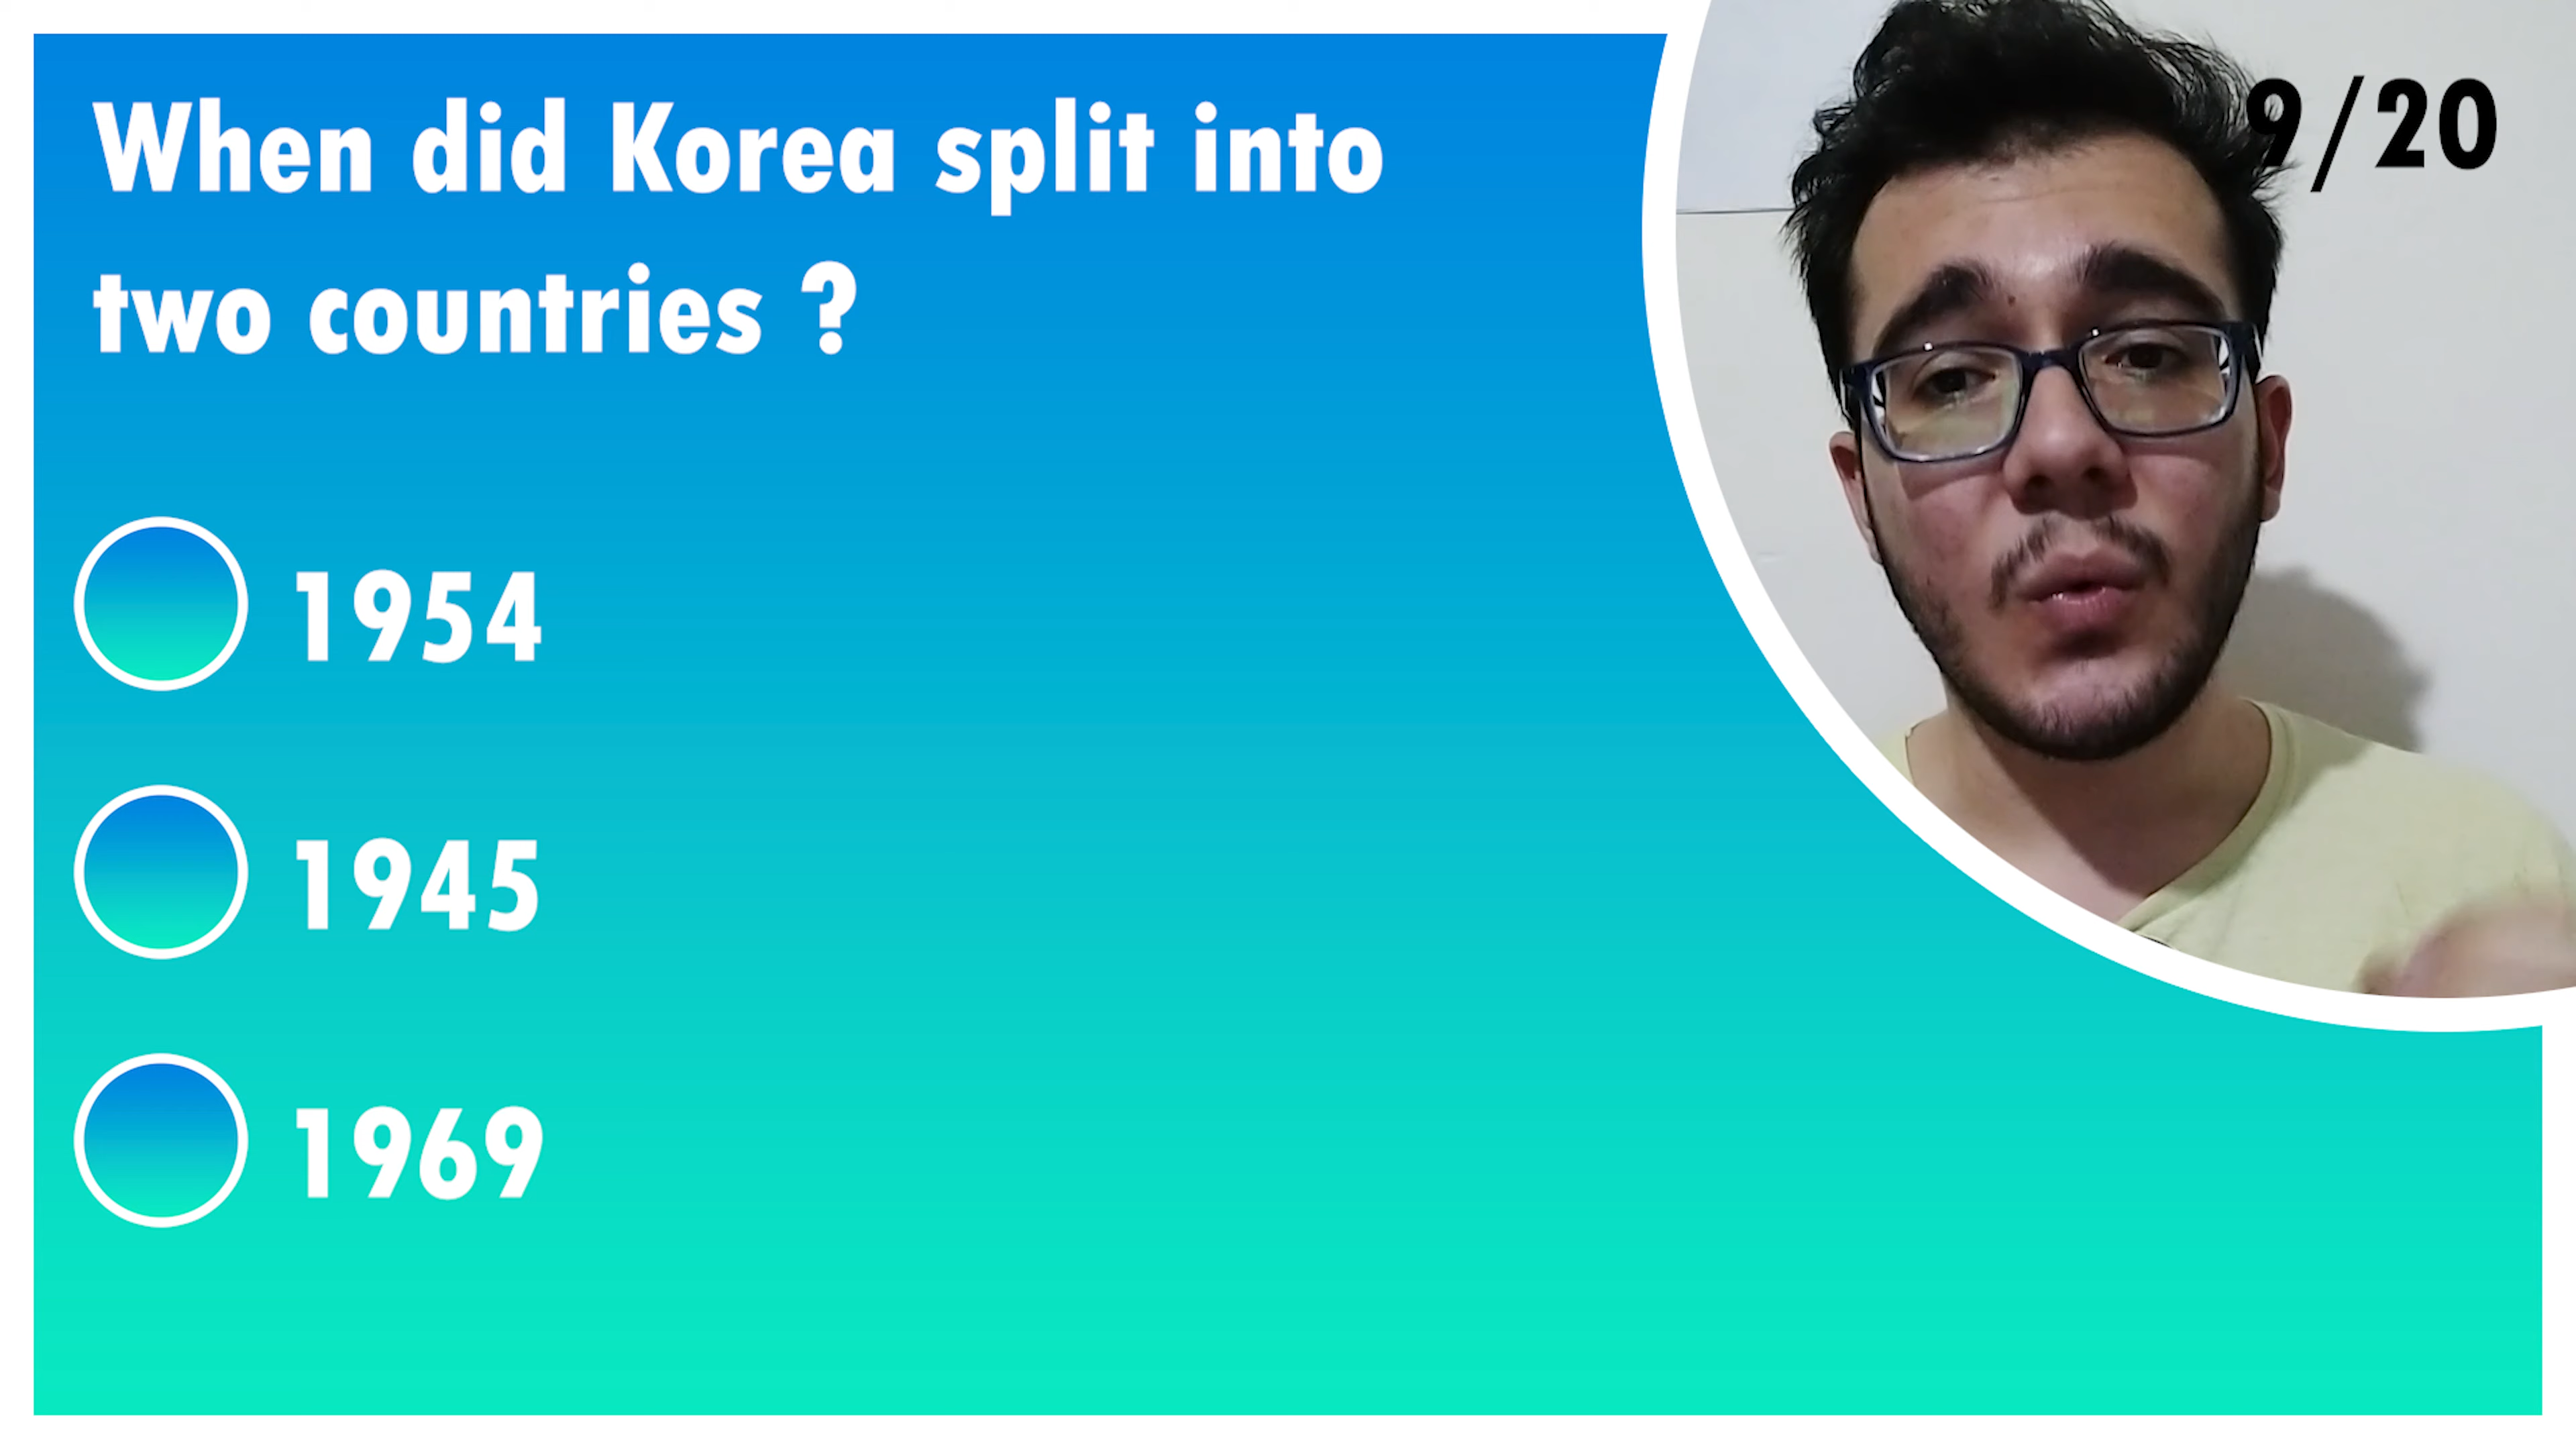 When did Korea split into
two countries ?
9/20
1954
1945
1969